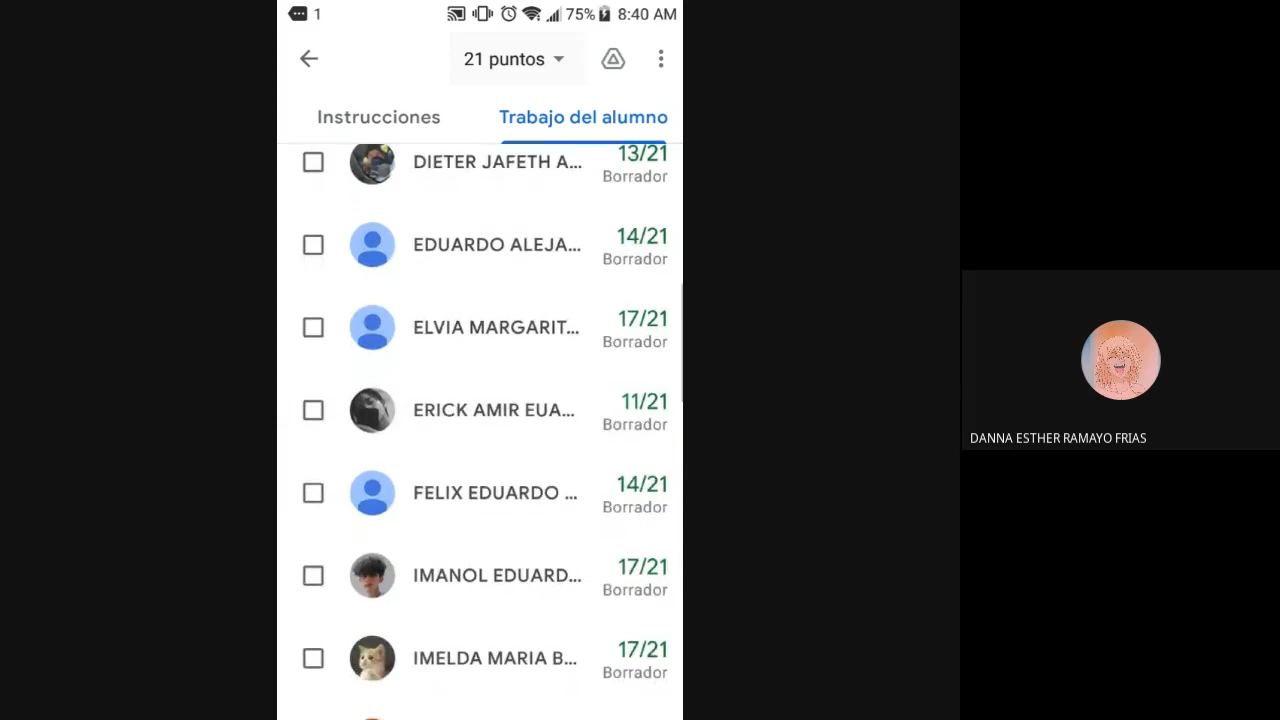 1 75% 8:40 AM
21 puntos
Instrucciones Trabajo del alumno
DIETER JAFETH A... 13/21
Borrador
EDUARDO ALEJA... 14/21
Borrador
ELVIA MARGARIT... 17/21
Borrador
ERICK AMIR EUA... 11/21
Borrador
FELIX EDUARDO ... 14/21
Borrador
IMANOL EDUARD... 17/21
Borrador
IMELDA MARIA B... 17/21
Borrador
DANNA ESTHER RAMAYO FRIAS